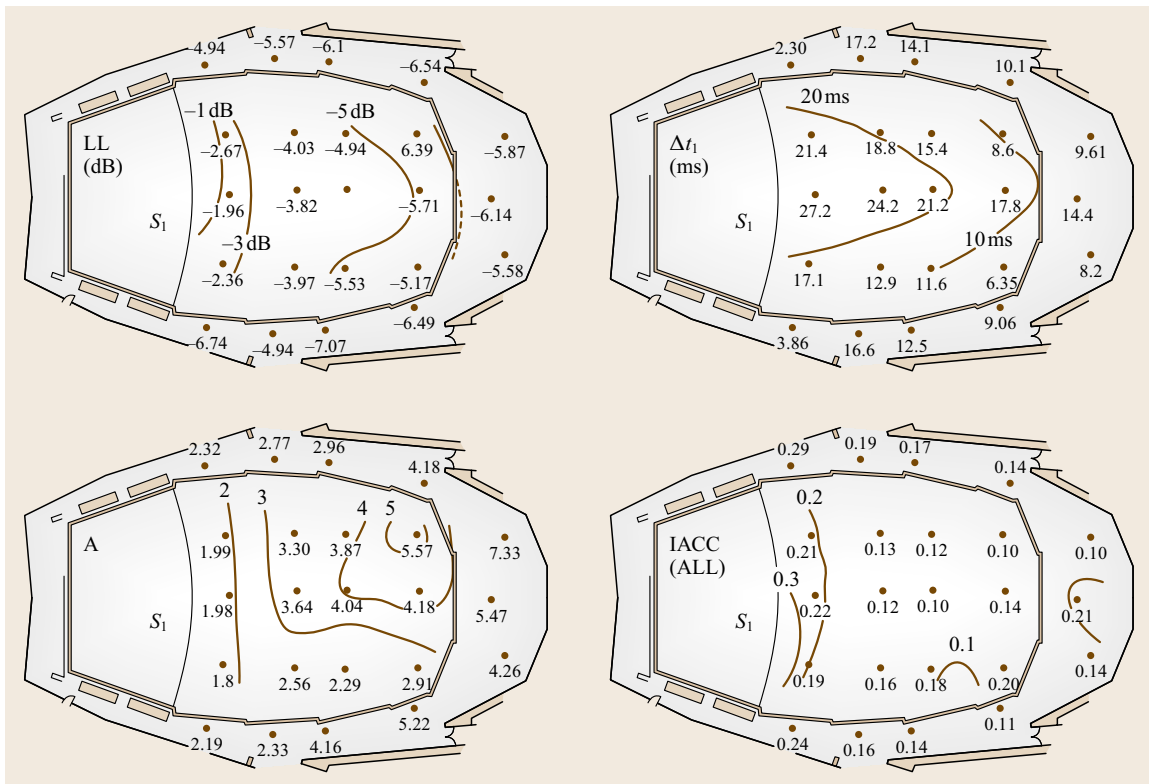 –4.94 –5.57 –6.1
–6.54
–1 dB –5 dB
LL
(dB)
–2.67 –4.03 –4.94 6.39
–5.87
–1.96 –3.82 –5.71
–6.14
S1
–3 dB
–2.36 –3.97 –5.53 –5.17
–5.58
–6.49
–6.74 –4.94 –7.07
2.30 17.2 14.1
10.1
20 ms
Δt1
(ms)
21.4 18.8 15.4 8.6
9.61
27.2 24.2 21.2 17.8
14.4
S1
10 ms
17.1 12.9 11.6 6.35
8.2
9.06
3.86 16.6 12.5
2.32 2.77 2.96
4.18
2 3 4 5
A
1.99 3.30 3.87 5.57
7.33
1.98 3.64 4.04 4.18
5.47
S1
1.8 2.56 2.29 2.91
4.26
5.22
2.19 2.33 4.16
0.29 0.19 0.17
0.14
0.2
IACC
(ALL)
0.21 0.13 0.12 0.10
0.10
0.3
0.22 0.12 0.10 0.14
0.21
S1
0.1
0.19 0.16 0.18 0.20
0.14
0.11
0.24 0.16 0.14